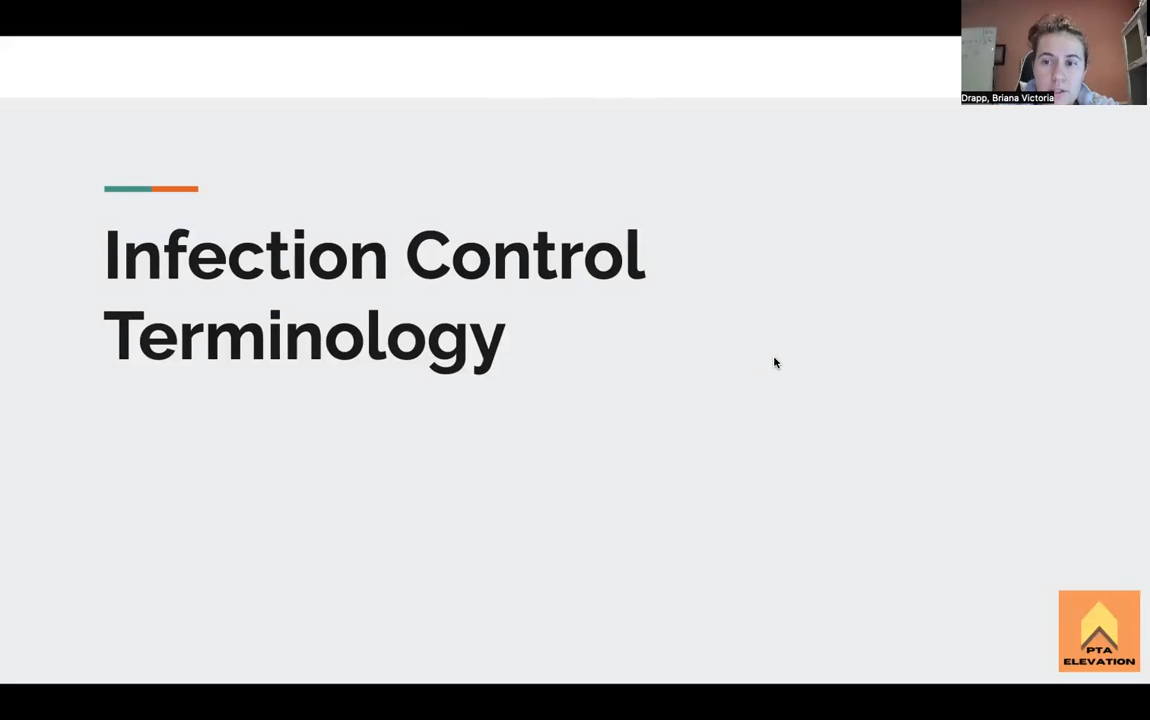 Drapp, Briana Victoria
Infection Control
Terminology
PTA
ELEVATION